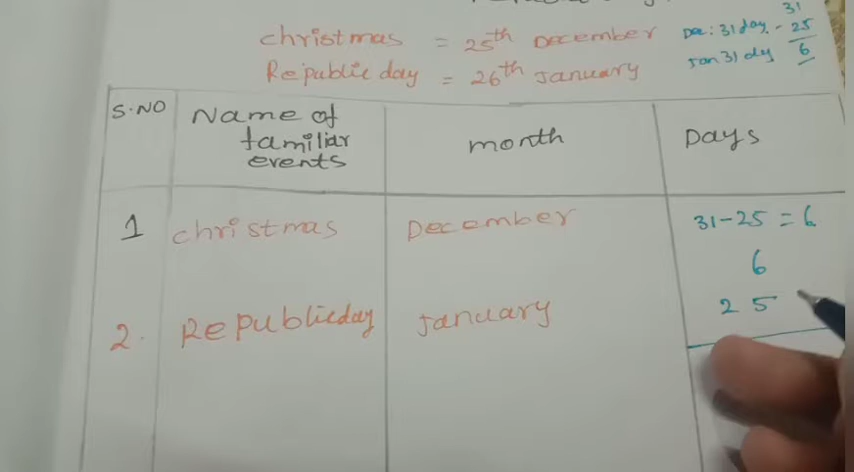 christmas = 25th December Dec: 31 day
Republic day = 26th January Jan 31 dy
31
- 25
6
S.NO Name of familiar events month Days
1 christmas December 31-25 = 6
6
2. Republicday January 25